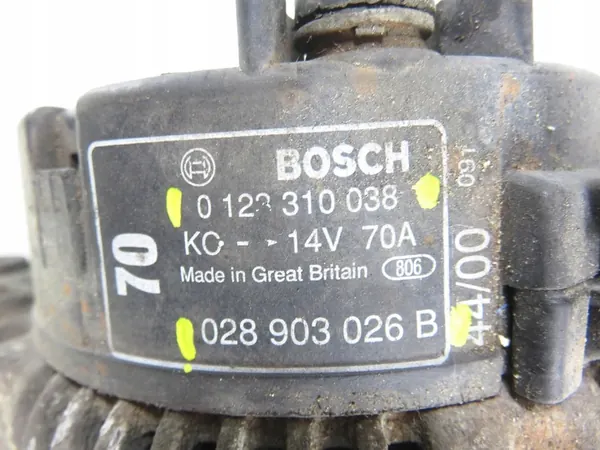 BOSCH
0 123 310 038
KC - > 14V 70A
Made in Great Britain 806
028 903 026 B
70
44/00
091